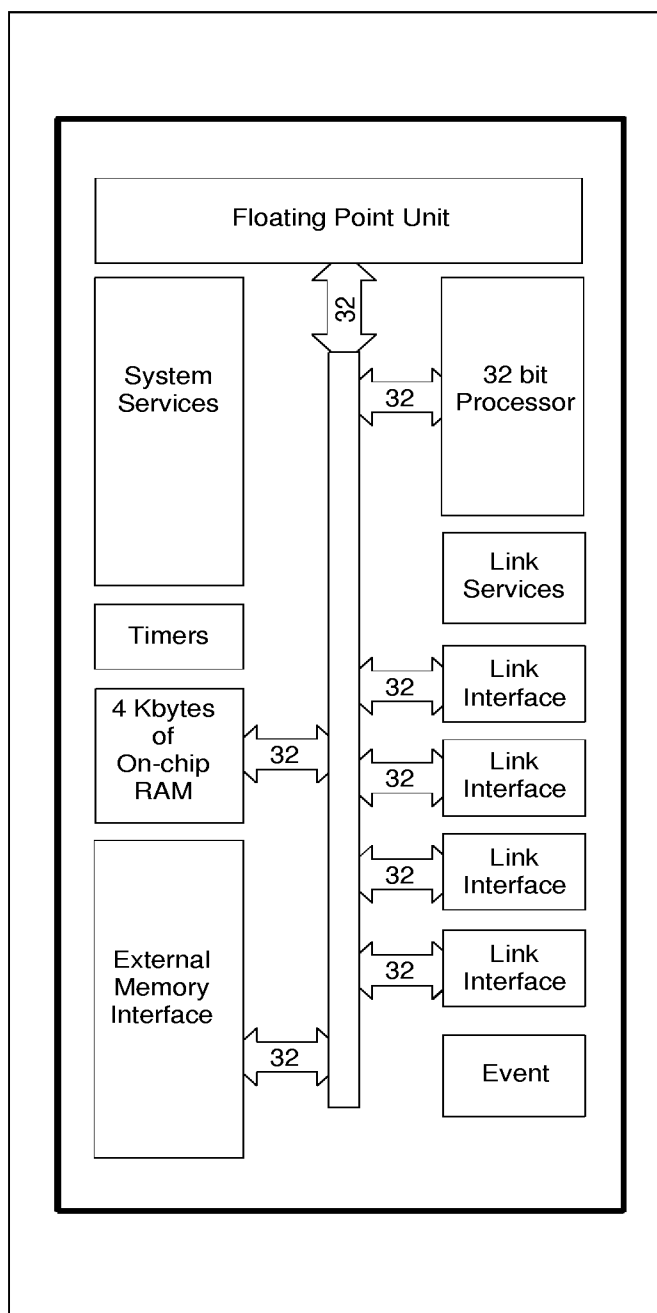 Floating Point Unit
32
System
Services
32 bit
Processor
32
Link
Services
Timers
Link
Interface
32
4 Kbytes
of
On-chip
RAM
32
Link
Interface
32
Link
Interface
32
External
Memory
Interface
32
Link
Interface
32
Event